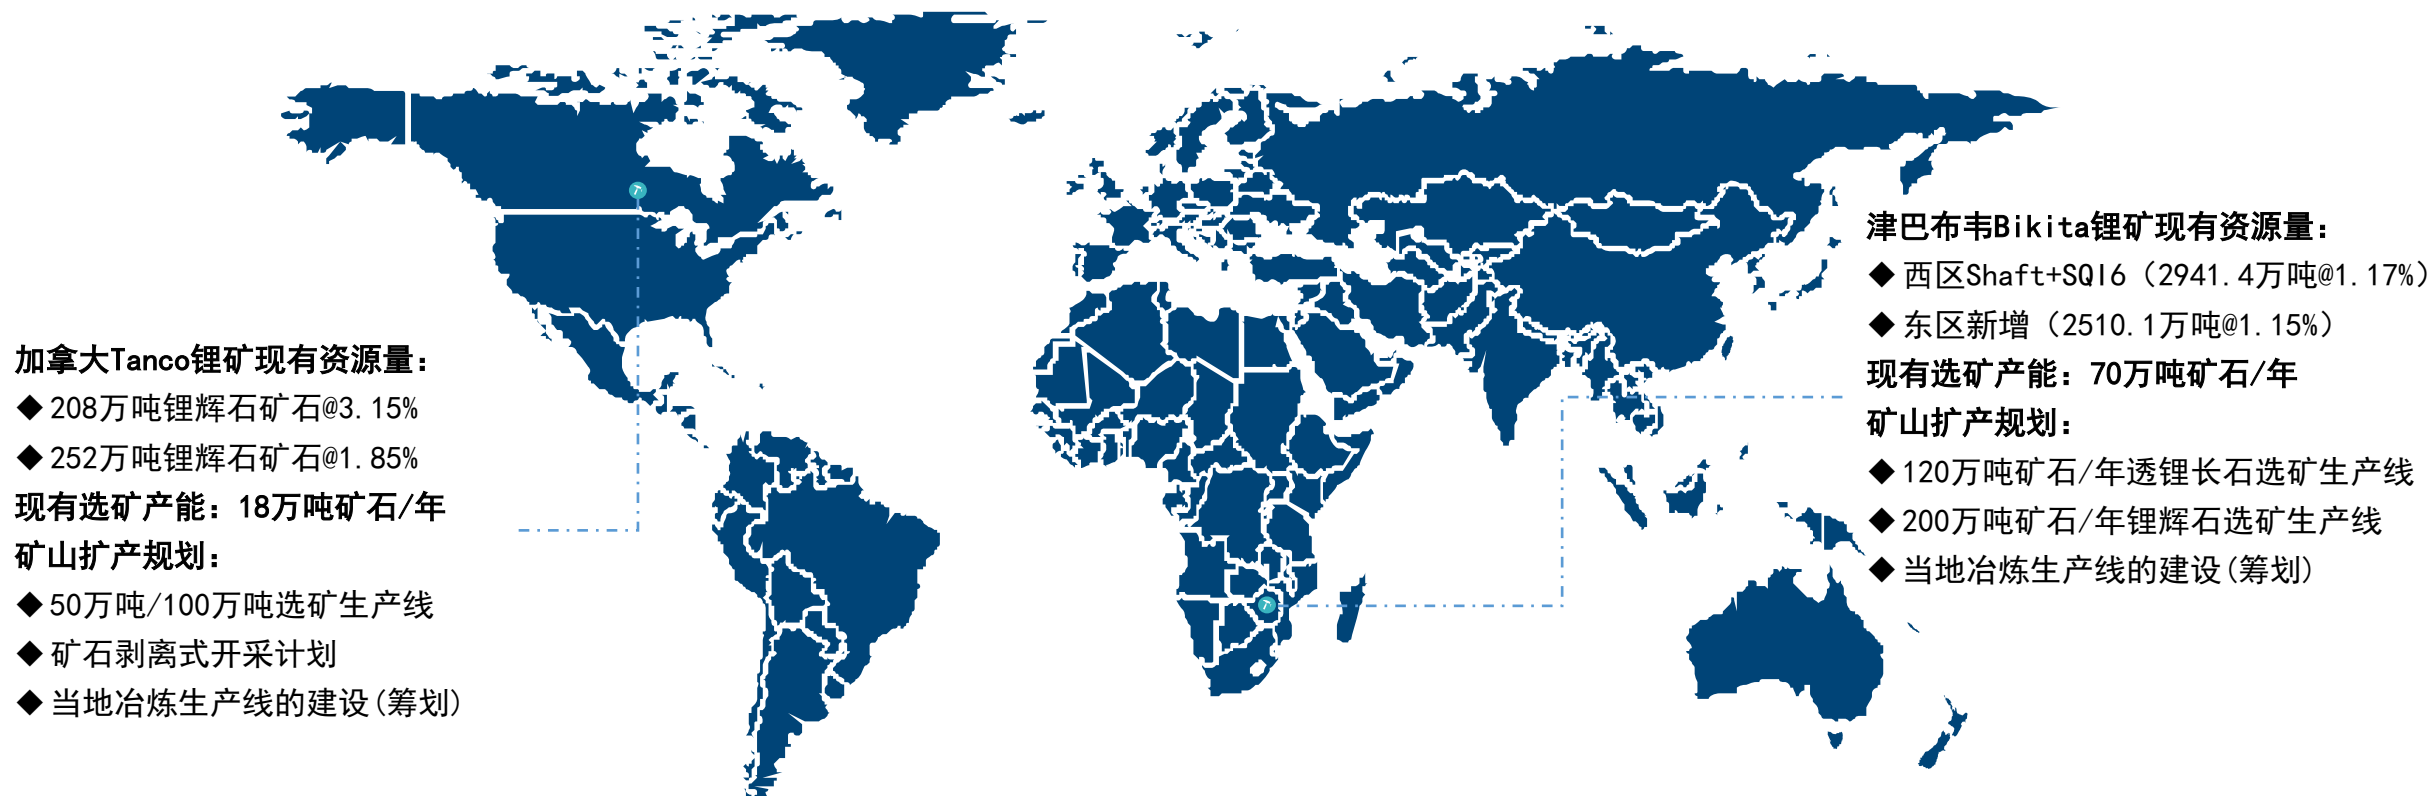 加拿大Tanco锂矿现有资源量：
◆208万吨锂辉石矿石@3.15%
◆252万吨锂辉石矿石@1.85%
现有选矿产能：18万吨矿石/年
矿山扩产规划：
◆50万吨/100万吨选矿生产线
◆矿石剥离式开采计划
◆当地冶炼生产线的建设(筹划)
津巴布韦Bikita锂矿现有资源量：
◆西区Shaft+SQI6（2941.4万吨@1.17%）
◆东区新增（2510.1万吨@1.15%）
现有选矿产能：70万吨矿石/年
矿山扩产规划：
◆120万吨矿石/年透锂长石选矿生产线
◆200万吨矿石/年锂辉石选矿生产线
◆当地冶炼生产线的建设(筹划)